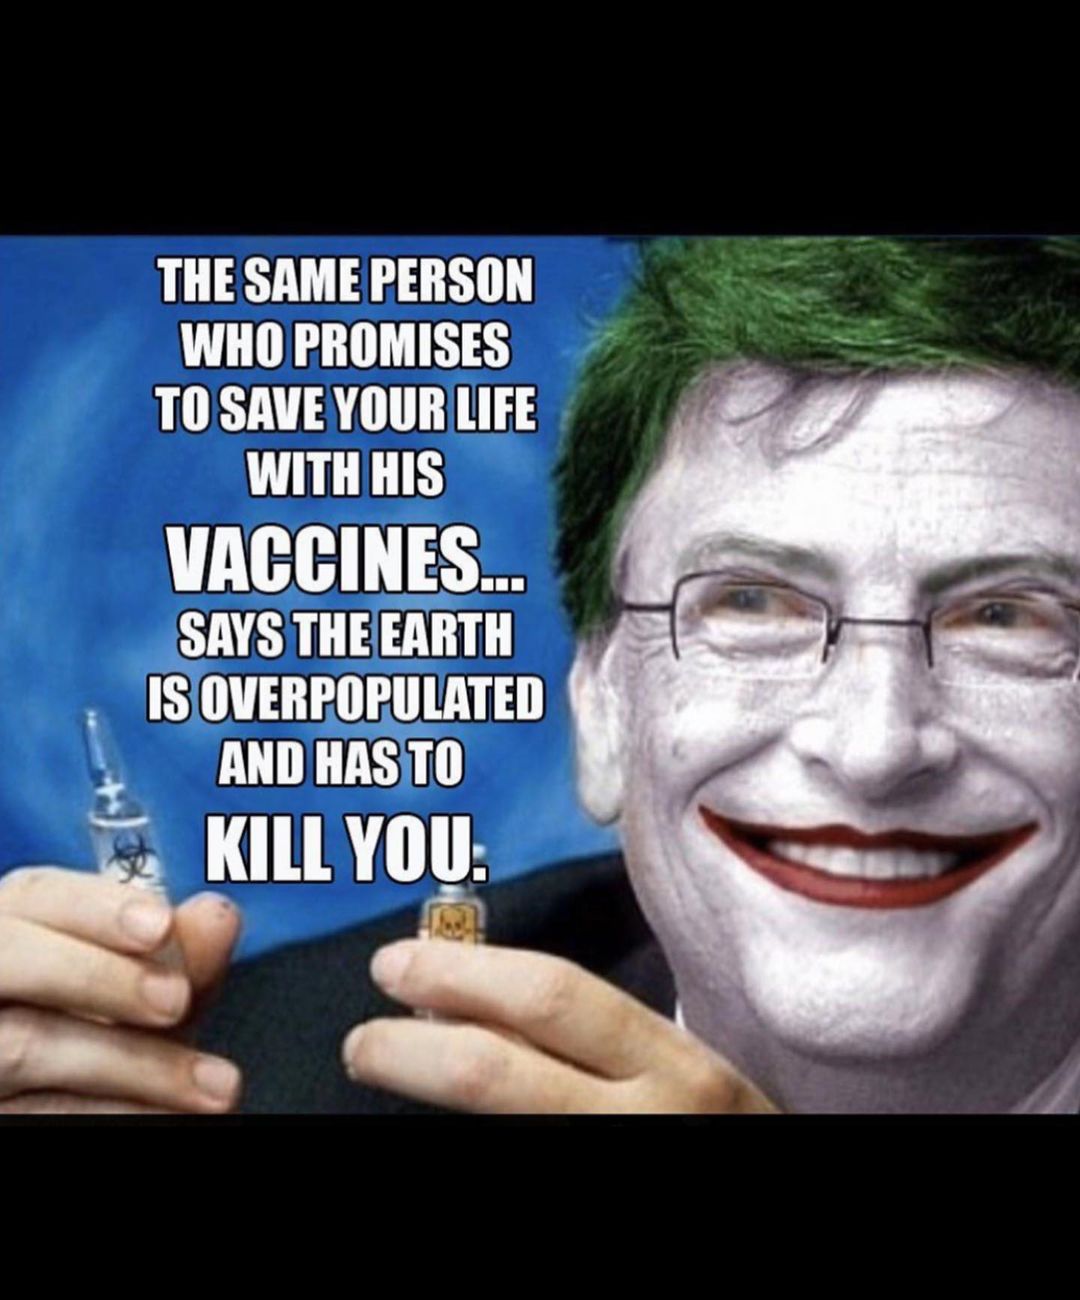 THE SAME PERSON
WHO PROMISES
TO SAVE YOUR LIFE
WITH HIS
VACCINES...
SAYS THE EARTH
IS OVERPOPULATED
AND HAS TO
KILL YOU.